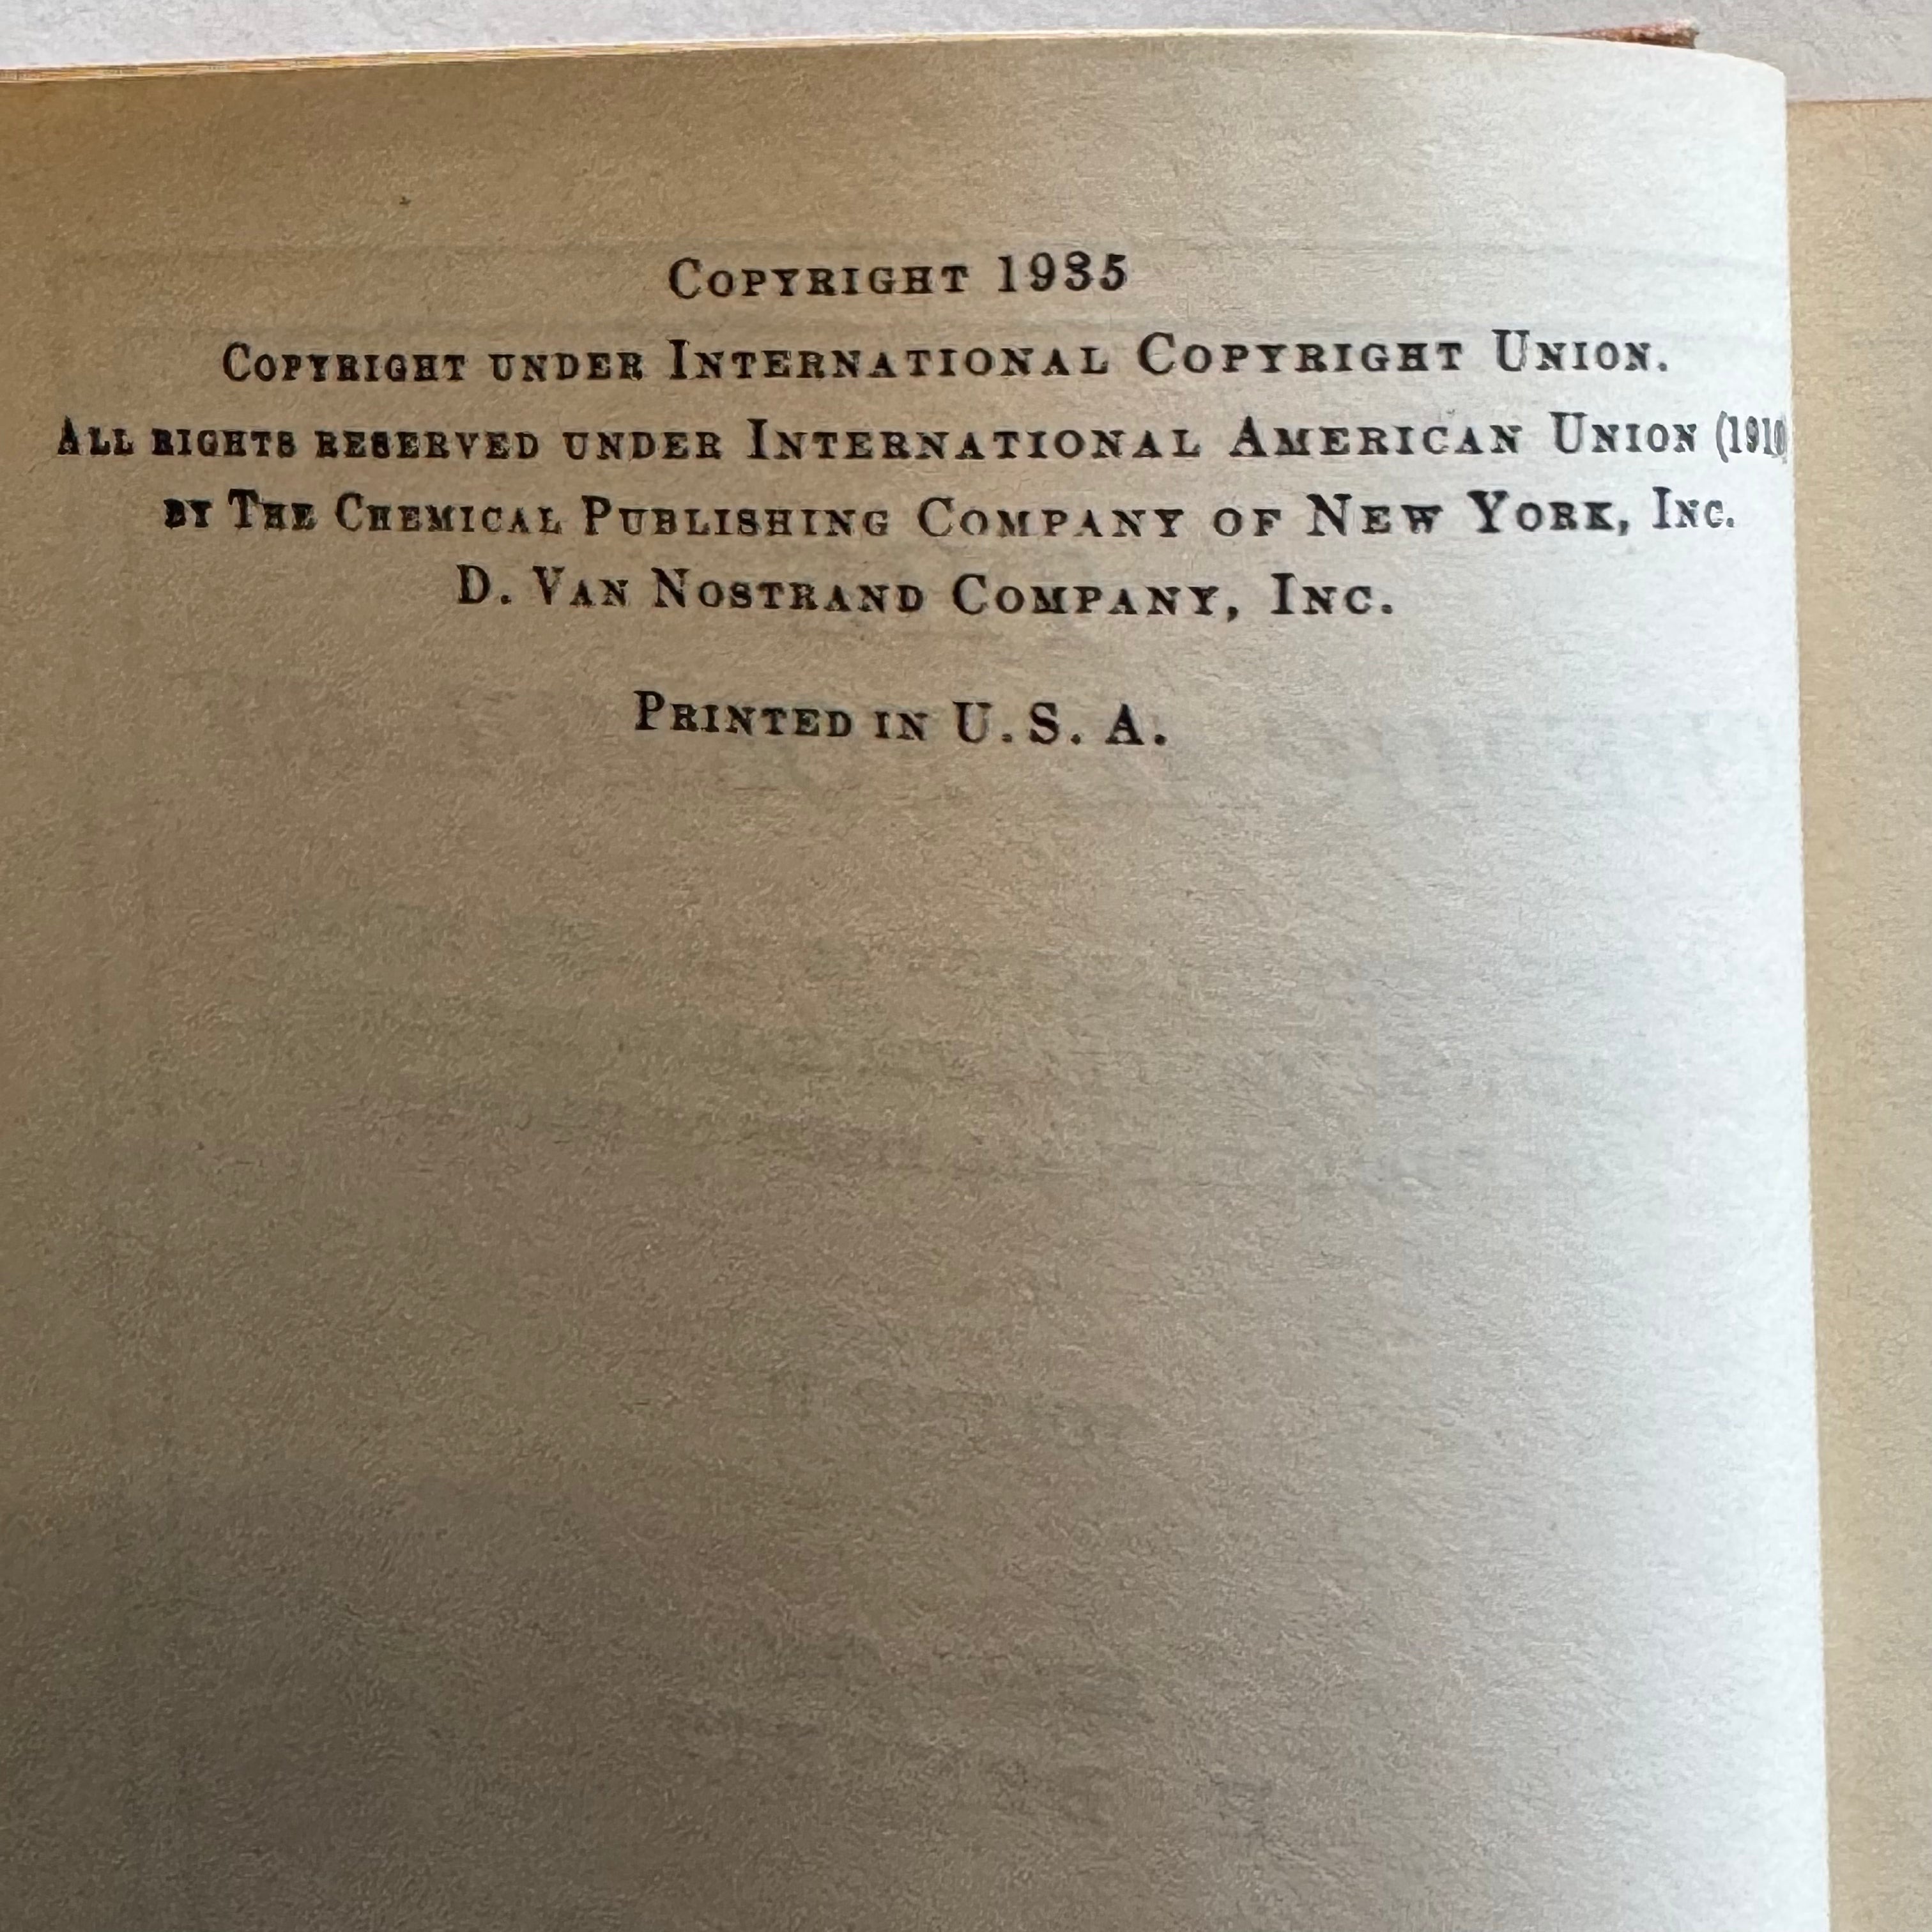 Copyright 1935
Copyright under International Copyright Union.
All rights reserved under International American Union (1910)
by The Chemical Publishing Company of New York, Inc.
D. Van Nostrand Company, Inc.
Printed in U. S. A.